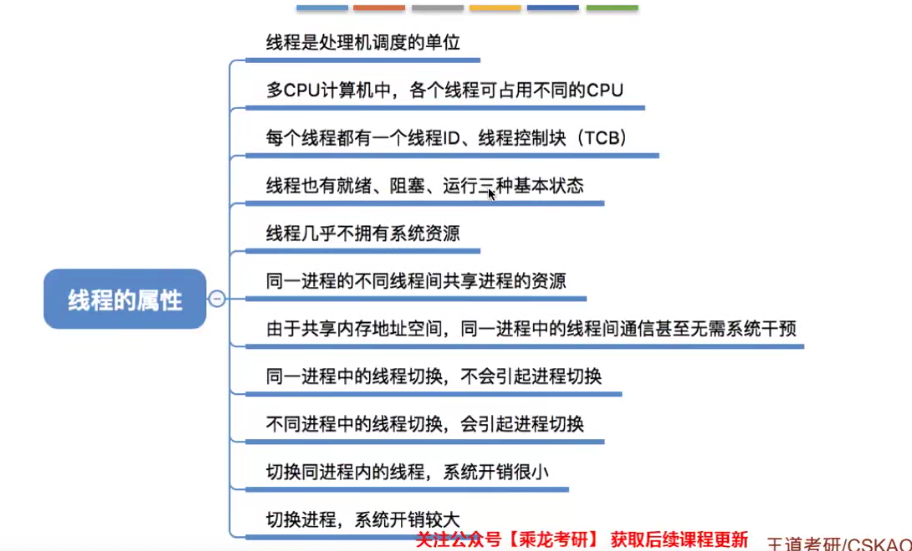 线程是处理机调度的单位
多CPU计算机中，各个线程可占用不同的CPU
每个线程都有一个线程ID、线程控制块（TCB）
线程也有就绪、阻塞、运行三种基本状态
线程几乎不拥有系统资源
线程的属性
同一进程的不同线程间共享进程的资源
由于共享内存地址空间，同一进程中的线程间通信甚至无需系统干预
同一进程中的线程切换，不会引起进程切换
不同进程中的线程切换，会引起进程切换
切换同进程内的线程，系统开销很小
切换进程，系统开销较大
关注公众号【乘龙考研】 获取后续课程更新
王道考研/CSKAO